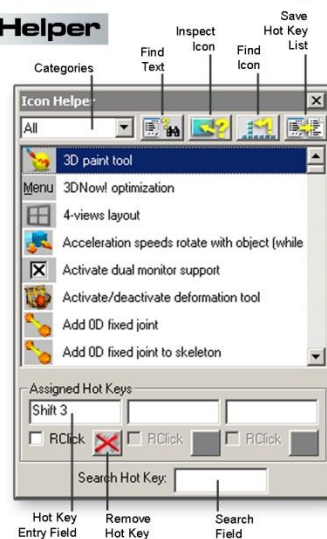 Helper
Categories
Find Text
Inspect Icon
Find Icon
Save Hot Key List
Icon Helper
All
3D paint tool
Menu 3DNow! optimization
4-views layout
Acceleration speeds rotate with object (while
Activate dual monitor support
Activate/deactivate deformation tool
Add 0D fixed joint
Add 0D fixed joint to skeleton
Assigned Hot Keys
Shift 3
RClick RClick RClick
Search Hot Key:
Hot Key Entry Field
Remove Hot Key
Search Field